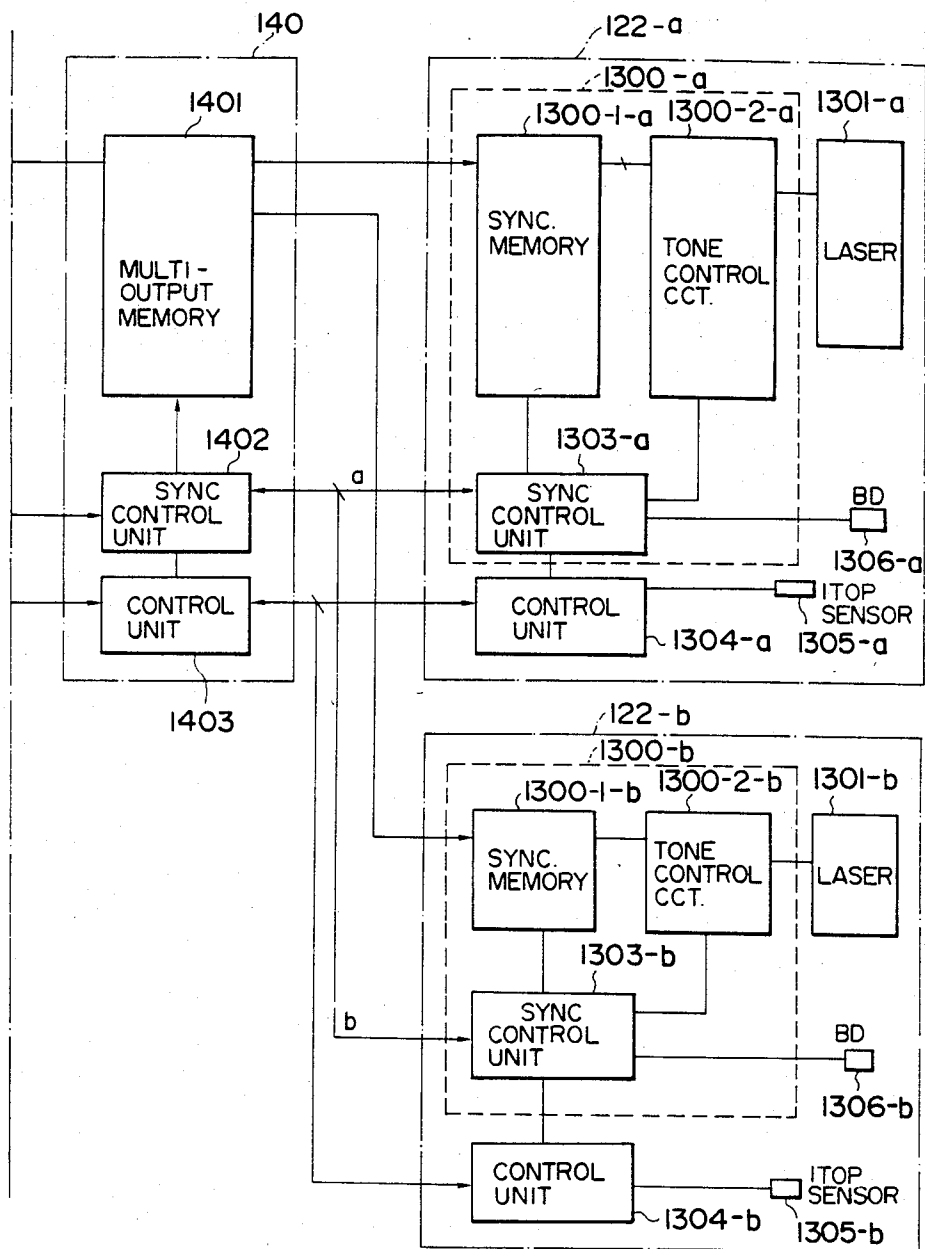 140
122-a
1300-a
1401
1300-1-a
1300-2-a
1301-a
MULTI-
OUTPUT
MEMORY
SYNC.
MEMORY
TONE
CONTROL
CCT.
LASER
1402
a
1303-a
SYNC
CONTROL
UNIT
SYNC
CONTROL
UNIT
BD
1306-a
CONTROL
UNIT
CONTROL
UNIT
ITOP
SENSOR
1305-a
1304-a
1403
122-b
1300-b
1300-1-b
1300-2-b
1301-b
SYNC.
MEMORY
TONE
CONTROL
CCT.
LASER
1303-b
b
SYNC
CONTROL
UNIT
BD
1306-b
CONTROL
UNIT
ITOP
SENSOR
1304-b
1305-b